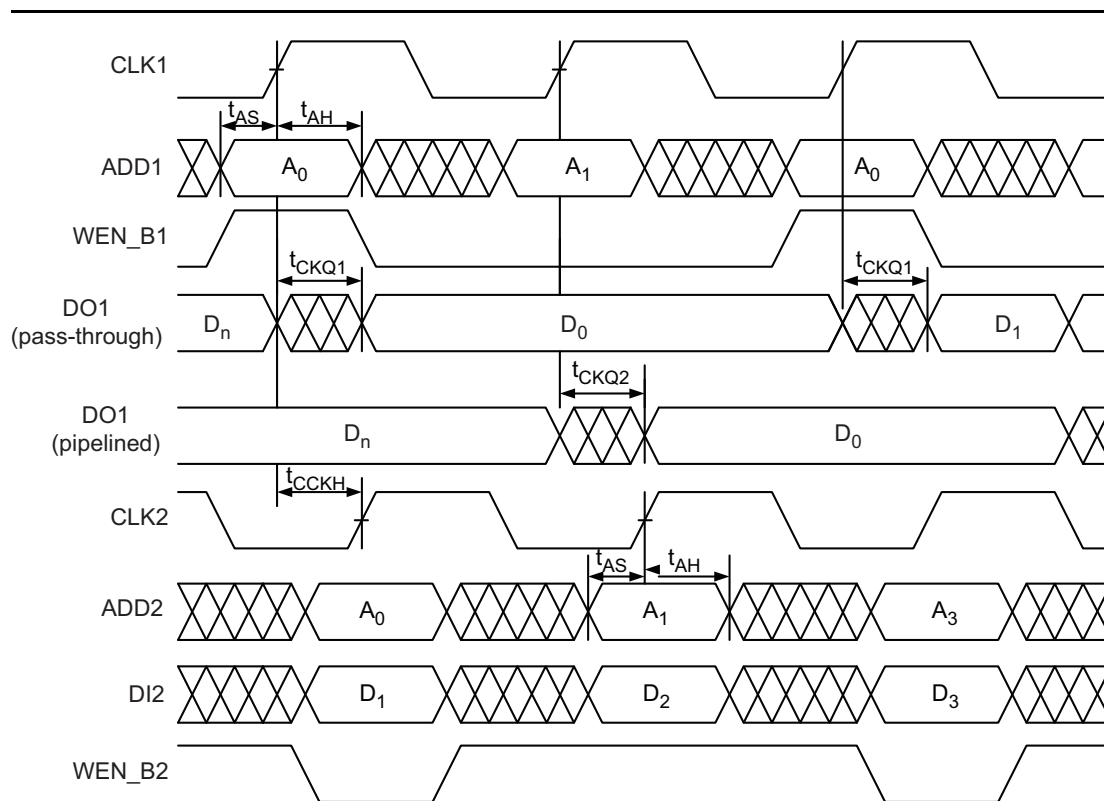 CLK1
tAS tAH
ADD1 A0 A1 A0
WEN_B1
tCKQ1 tCKQ1
DO1
(pass-through)
Dn D0 D1
tCKQ2
DO1
(pipelined)
Dn D0
tCCKH
CLK2
tAS tAH
ADD2 A0 A1 A3
DI2 D1 D2 D3
WEN_B2